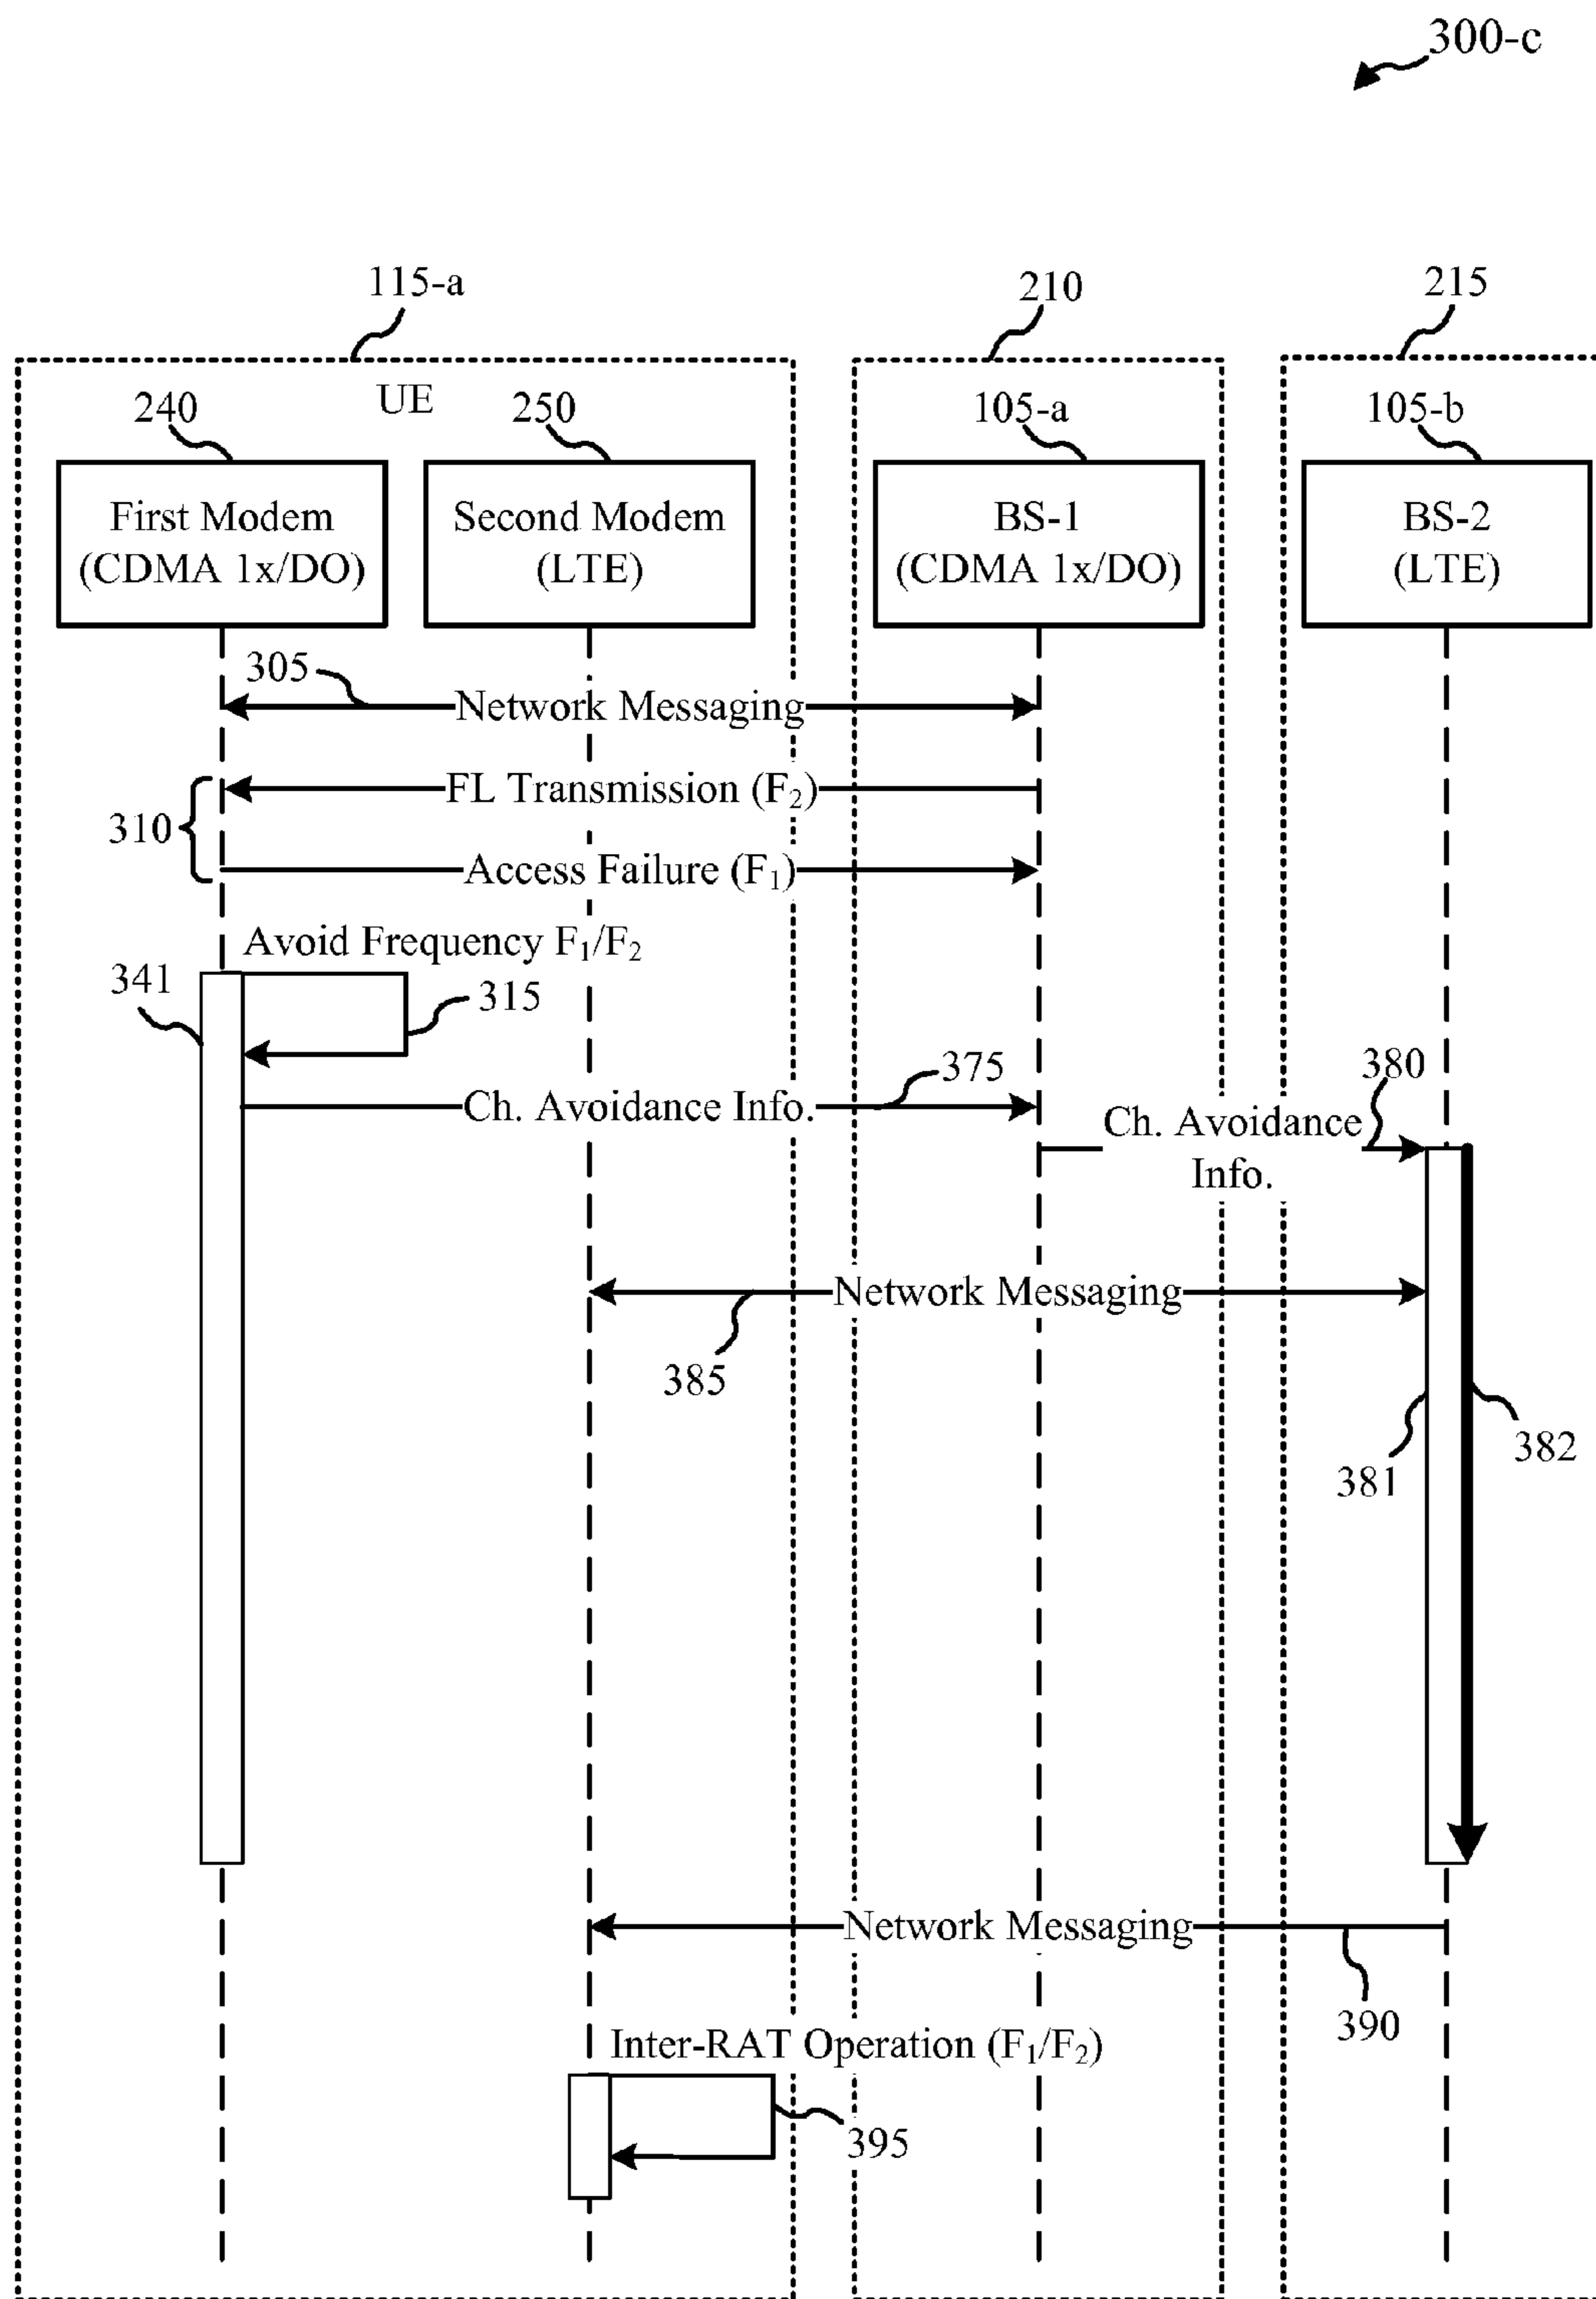 300-c
115-a
210
215
UE
240
250
105-a
105-b
First Modem
(CDMA 1x/DO)
Second Modem
(LTE)
BS-1
(CDMA 1x/DO)
BS-2
(LTE)
305
Network Messaging
FL Transmission (F₂)
310
Access Failure (F₁)
Avoid Frequency F₁/F₂
341
315
375
380
Ch. Avoidance Info.
Ch. Avoidance
Info.
Network Messaging
385
382
381
Network Messaging
390
Inter-RAT Operation (F₁/F₂)
395